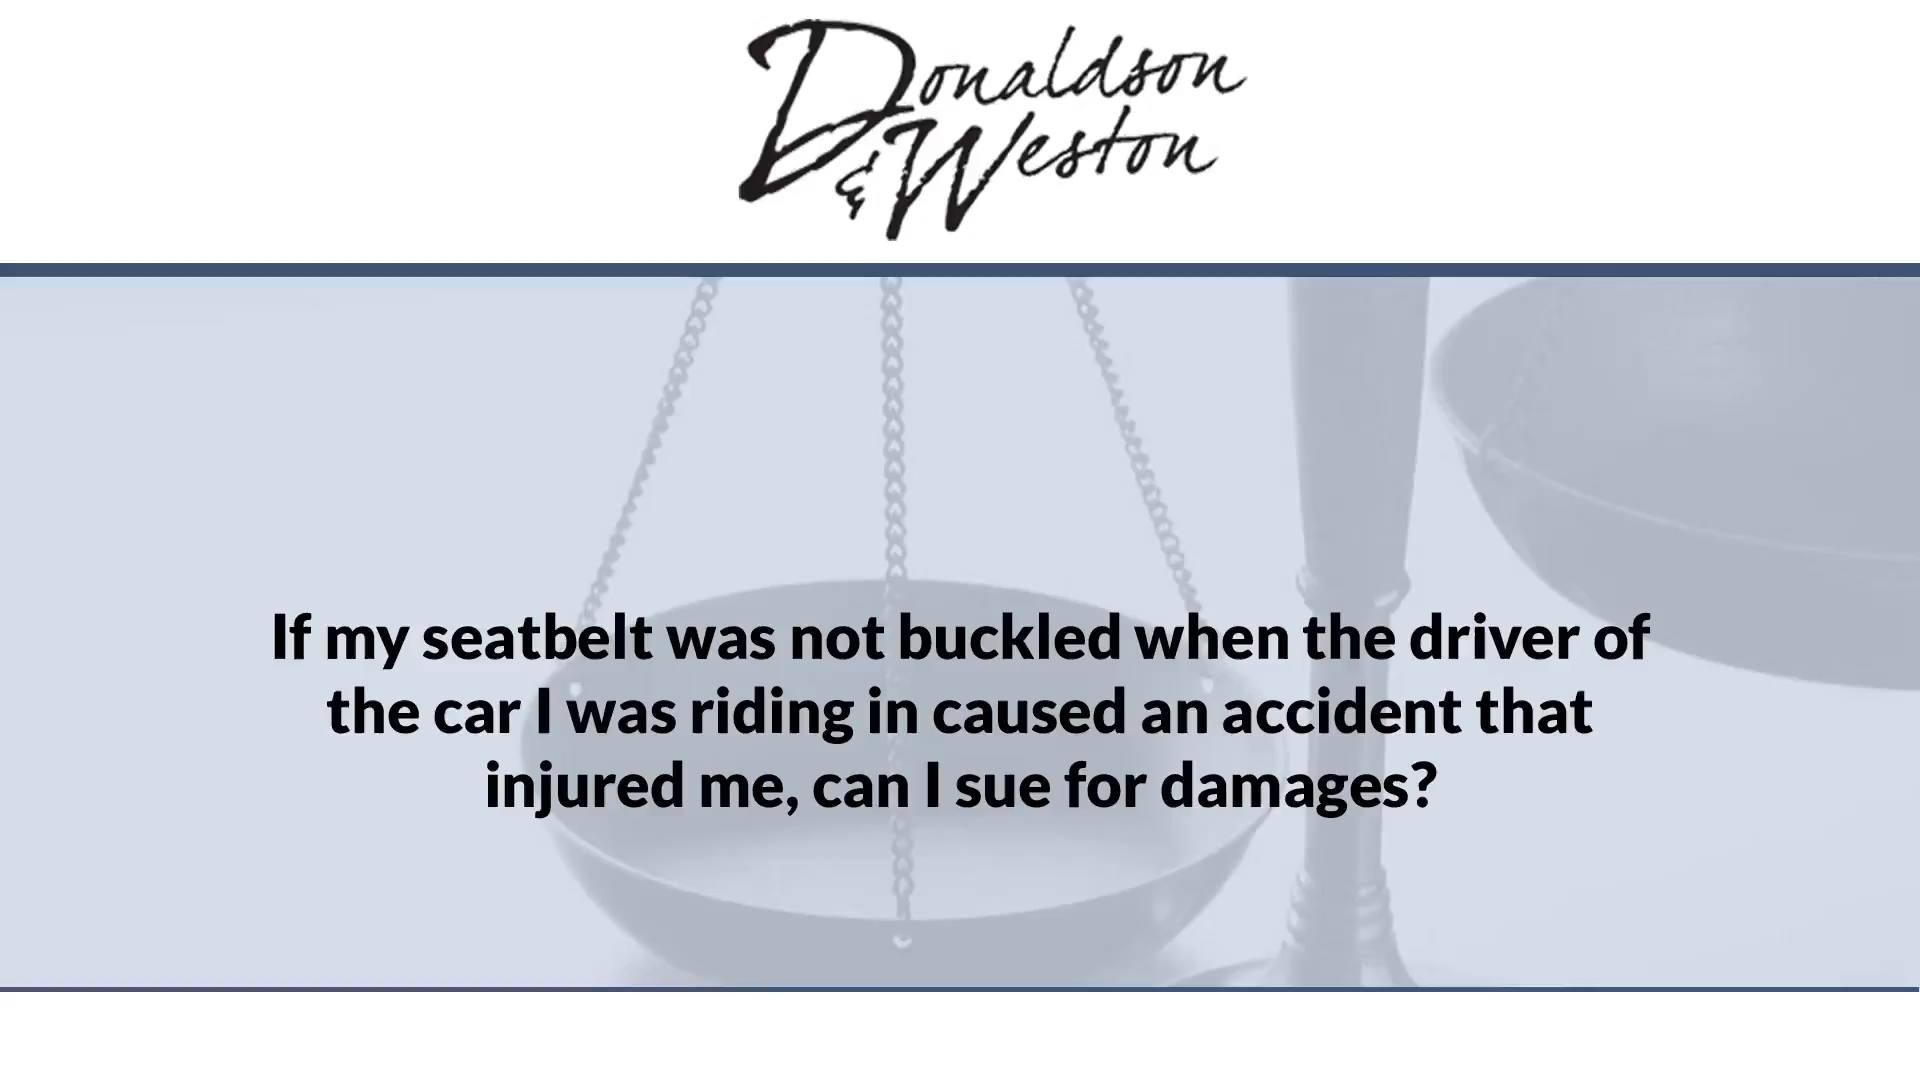 Donaldson
& Weston
If my seatbelt was not buckled when the driver of
the car I was riding in caused an accident that
injured me, can I sue for damages?